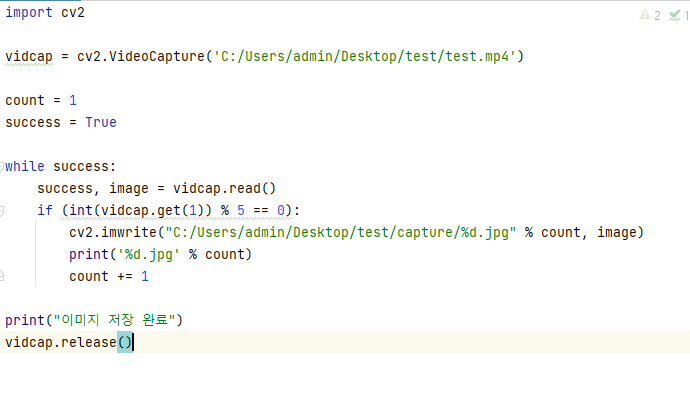 import cv2
2 1
vidcap = cv2.VideoCapture('C:/Users/admin/Desktop/test/test.mp4')
count = 1
success = True
while success:
    success, image = vidcap.read()
    if (int(vidcap.get(1)) % 5 == 0):
        cv2.imwrite("C:/Users/admin/Desktop/test/capture/%d.jpg" % count, image)
        print('%d.jpg' % count)
        count += 1
print("이미지 저장 완료")
vidcap.release()